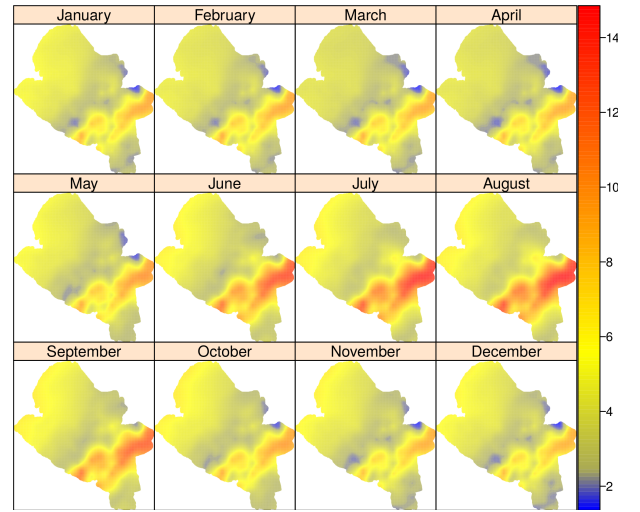 January February March April
14
12
May June July August
10
8
September October November December
6
4
2